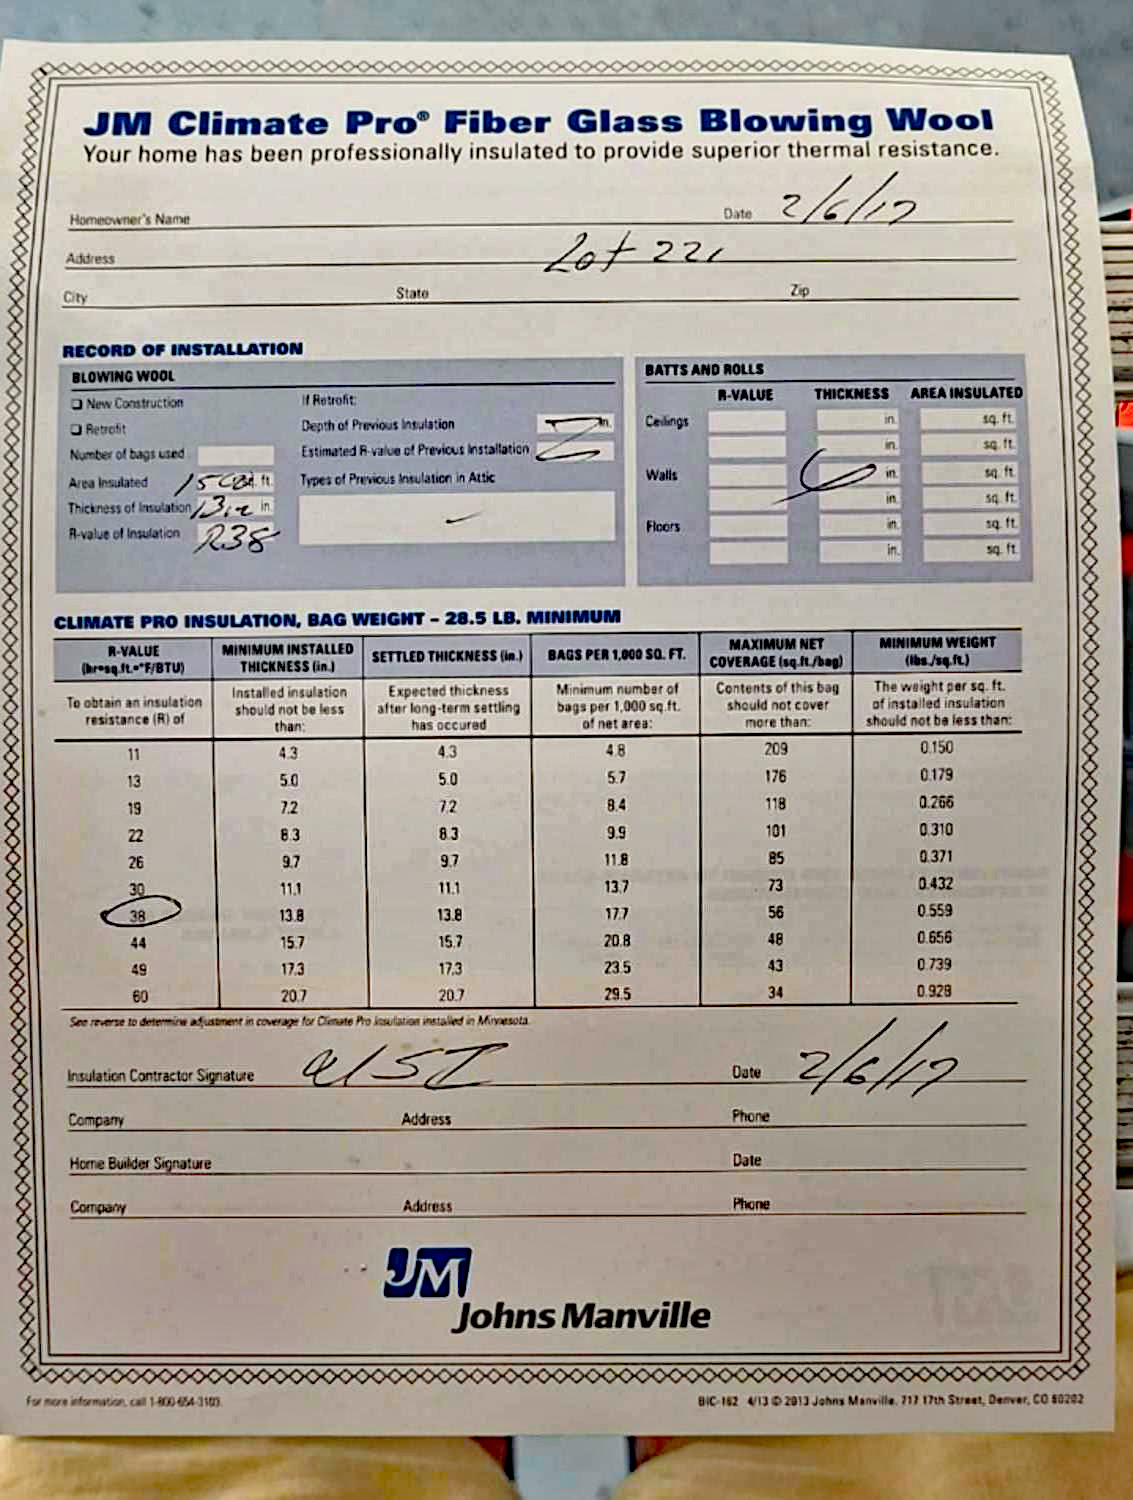 JM Climate Pro® Fiber Glass Blowing Wool
Your home has been professionally insulated to provide superior thermal resistance.
Homeowner's Name Date 2/6/17
Address Lot 221
City State Zip
RECORD OF INSTALLATION
BLOWING WOOL
❑ New Construction If Retrofit:
❑ Retrofit Depth of Previous Insulation in.
Number of bags used Estimated R-value of Previous Installation
Area Insulated ft. Types of Previous Insulation in Attic
Thickness of Insulation in.
R-value of Insulation R38
BATTS AND ROLLS
R-VALUE THICKNESS AREA INSULATED
Ceilings in. sq. ft.
in. sq. ft.
Walls in. sq. ft.
in. sq. ft.
Floors in. sq. ft.
in. sq. ft.
CLIMATE PRO INSULATION, BAG WEIGHT – 28.5 LB. MINIMUM
R-VALUE (hr•sq.ft.•°F/BTU) MINIMUM INSTALLED THICKNESS (in.) SETTLED THICKNESS (in.) BAGS PER 1,000 SQ. FT. MAXIMUM NET COVERAGE (sq.ft./bag) MINIMUM WEIGHT (lbs./sq.ft.)
To obtain an insulation resistance (R) of Installed insulation should not be less than: Expected thickness after long-term settling has occured Minimum number of bags per 1,000 sq.ft. of net area: Contents of this bag should not cover more than: The weight per sq. ft. of installed insulation should not be less than:
11 4.3 4.3 4.8 209 0.150
13 5.0 5.0 5.7 176 0.179
19 7.2 7.2 8.4 118 0.266
22 8.3 8.3 9.9 101 0.310
26 9.7 9.7 11.8 85 0.371
30 11.1 11.1 13.7 73 0.432
38 13.8 13.8 17.7 56 0.559
44 15.7 15.7 20.8 48 0.656
49 17.3 17.3 23.5 43 0.739
60 20.7 20.7 29.5 34 0.928
See reverse to determine adjustment in coverage for Climate Pro Insulation installed in Minnesota.
Insulation Contractor Signature Date 2/6/17
Company Address Phone
Home Builder Signature Date
Company Address Phone
JM
Johns Manville
For more information, call 1-800-654-3103.
BIC-162 4/13 © 2013 Johns Manville. 717 17th Street, Denver, CO 80202